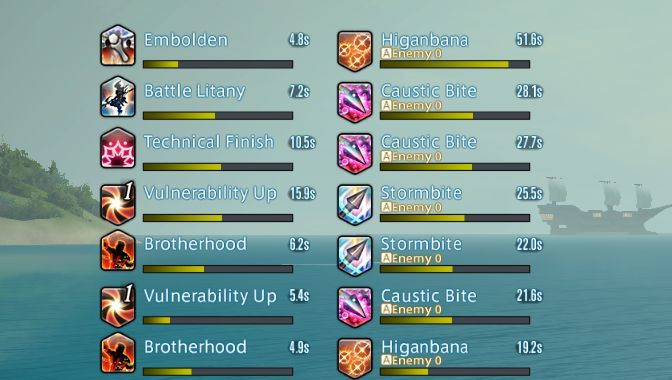 Embolden 4.8s
Battle Litany 7.2s
Technical Finish 10.5s
1 Vulnerability Up 15.9s
Brotherhood 6.2s
1 Vulnerability Up 5.4s
Brotherhood 4.9s
Higanbana 51.6s
A Enemy 0
Caustic Bite 28.1s
A Enemy 0
Caustic Bite 27.7s
A Enemy 0
Stormbite 25.5s
A Enemy 0
Stormbite 22.0s
A Enemy 0
Caustic Bite 21.6s
A Enemy 0
Higanbana 19.2s
A Enemy 0